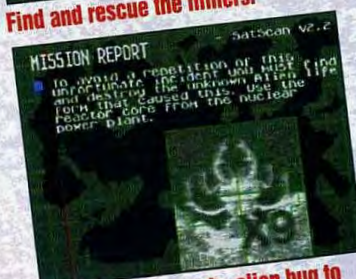 Find and rescue the miners.
MISSION REPORT
- SatScan v2.2
To avoid a repetition of this
unfortunate incident you must find
and destroy the unknown Alien life
form that caused this. Use the
reactor core from the nuclear
power plant.
X9
alien bug to